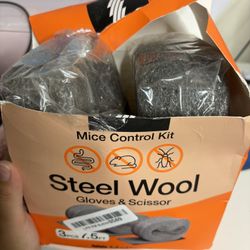 Mice Control Kit
Steel Wool
Gloves & Scissor